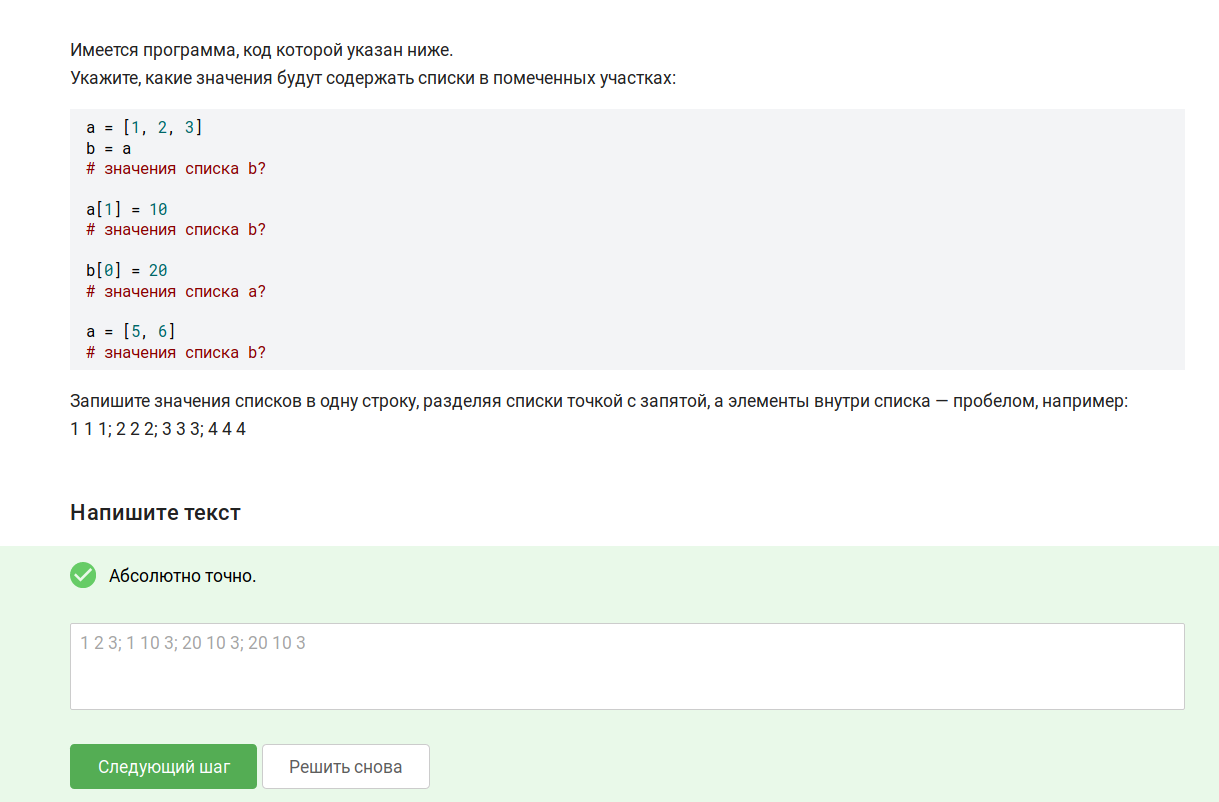 Имеется программа, код которой указан ниже.
Укажите, какие значения будут содержать списки в помеченных участках:
a = [1, 2, 3]
b = a
# значения списка b?
a[1] = 10
# значения списка b?
b[0] = 20
# значения списка a?
a = [5, 6]
# значения списка b?
Запишите значения списков в одну строку, разделяя списки точкой с запятой, а элементы внутри списка — пробелом, например:
1 1 1; 2 2 2; 3 3 3; 4 4 4
Напишите текст
Абсолютно точно.
1 2 3; 1 10 3; 20 10 3; 20 10 3
Следующий шаг
Решить снова